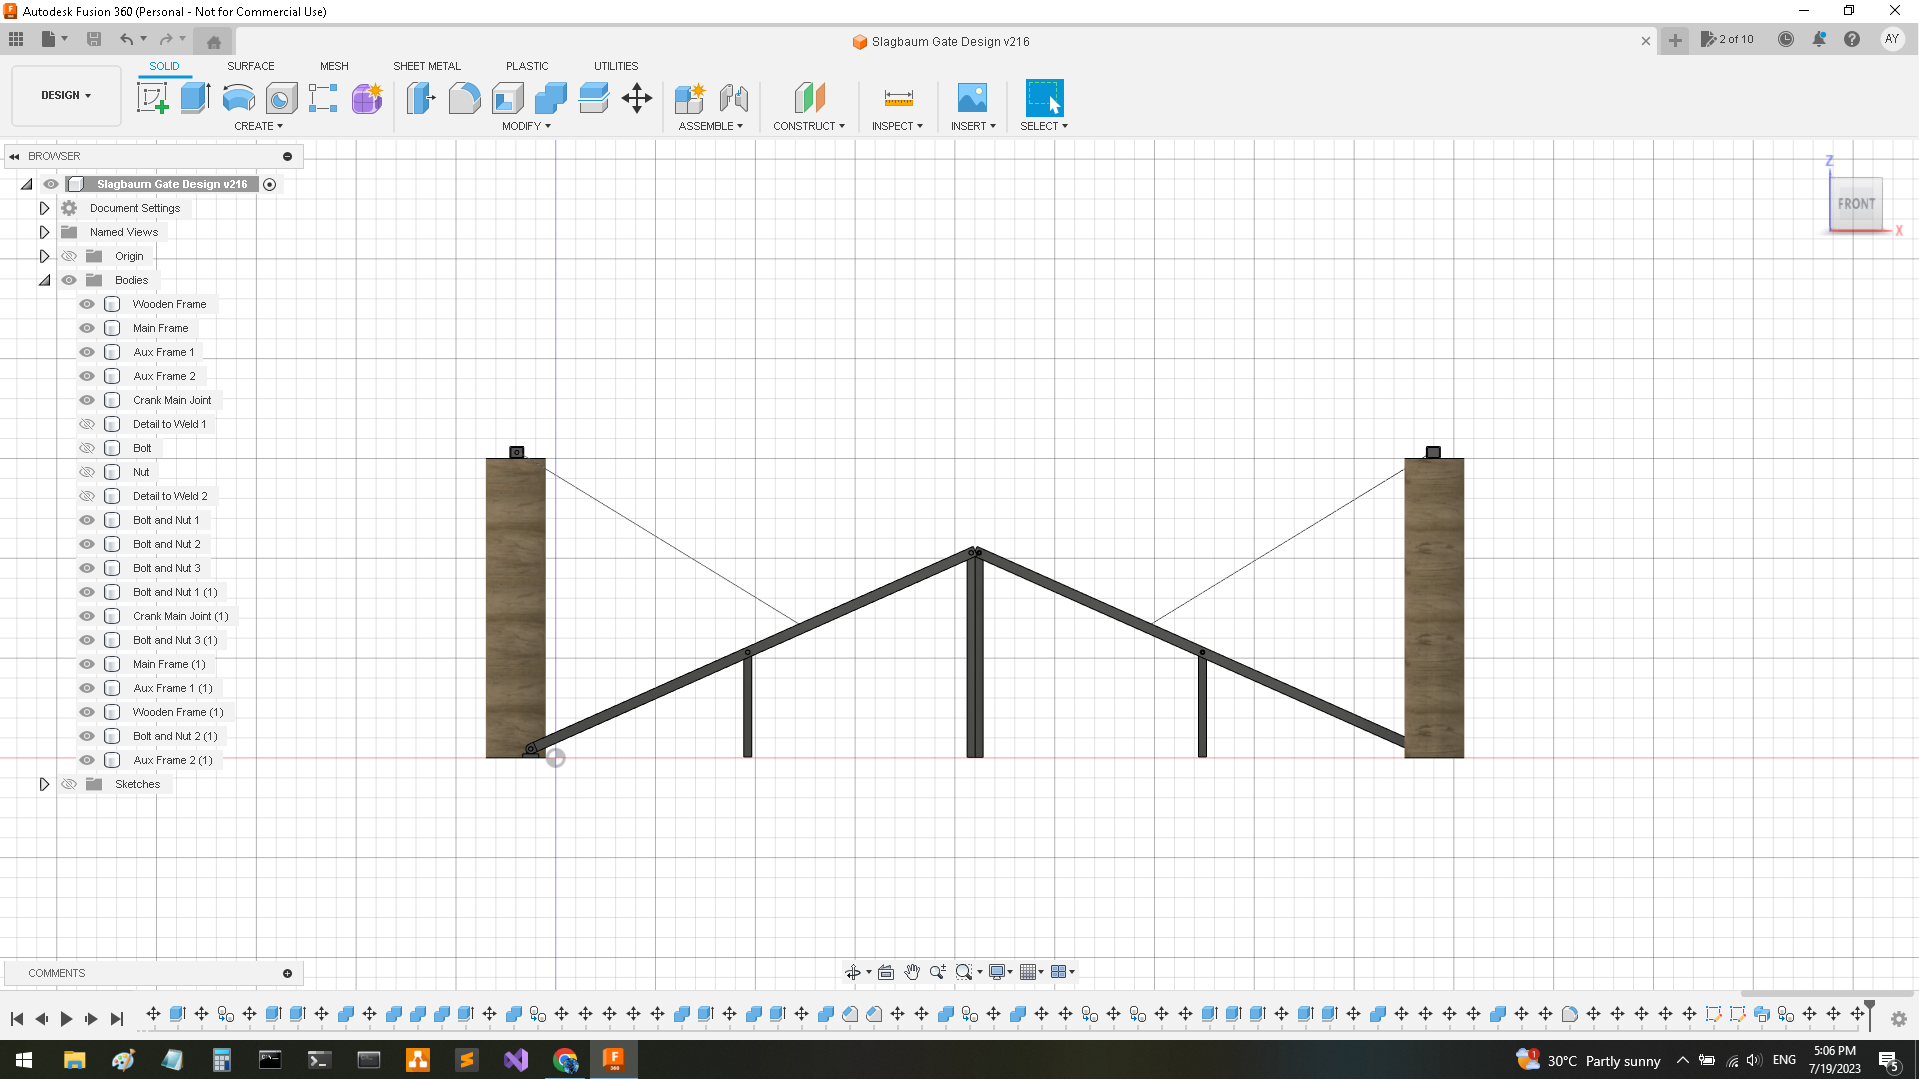 Autodesk Fusion 360 (Personal - Not for Commercial Use)
Slagbaum Gate Design v216
2 of 10
AY
DESIGN
SOLID
SURFACE
MESH
SHEET METAL
PLASTIC
UTILITIES
CREATE
MODIFY
ASSEMBLE
CONSTRUCT
INSPECT
INSERT
SELECT
BROWSER
Slagbaum Gate Design v216
Document Settings
Named Views
Origin
Bodies
Wooden Frame
Main Frame
Aux Frame 1
Aux Frame 2
Crank Main Joint
Detail to Weld 1
Bolt
Nut
Detail to Weld 2
Bolt and Nut 1
Bolt and Nut 2
Bolt and Nut 3
Bolt and Nut 1 (1)
Crank Main Joint (1)
Bolt and Nut 3 (1)
Main Frame (1)
Aux Frame 1 (1)
Wooden Frame (1)
Bolt and Nut 2 (1)
Aux Frame 2 (1)
Sketches
Z
FRONT
X
COMMENTS
F
360
1
30°C Partly sunny
ENG
5:06 PM
7/19/2023
5